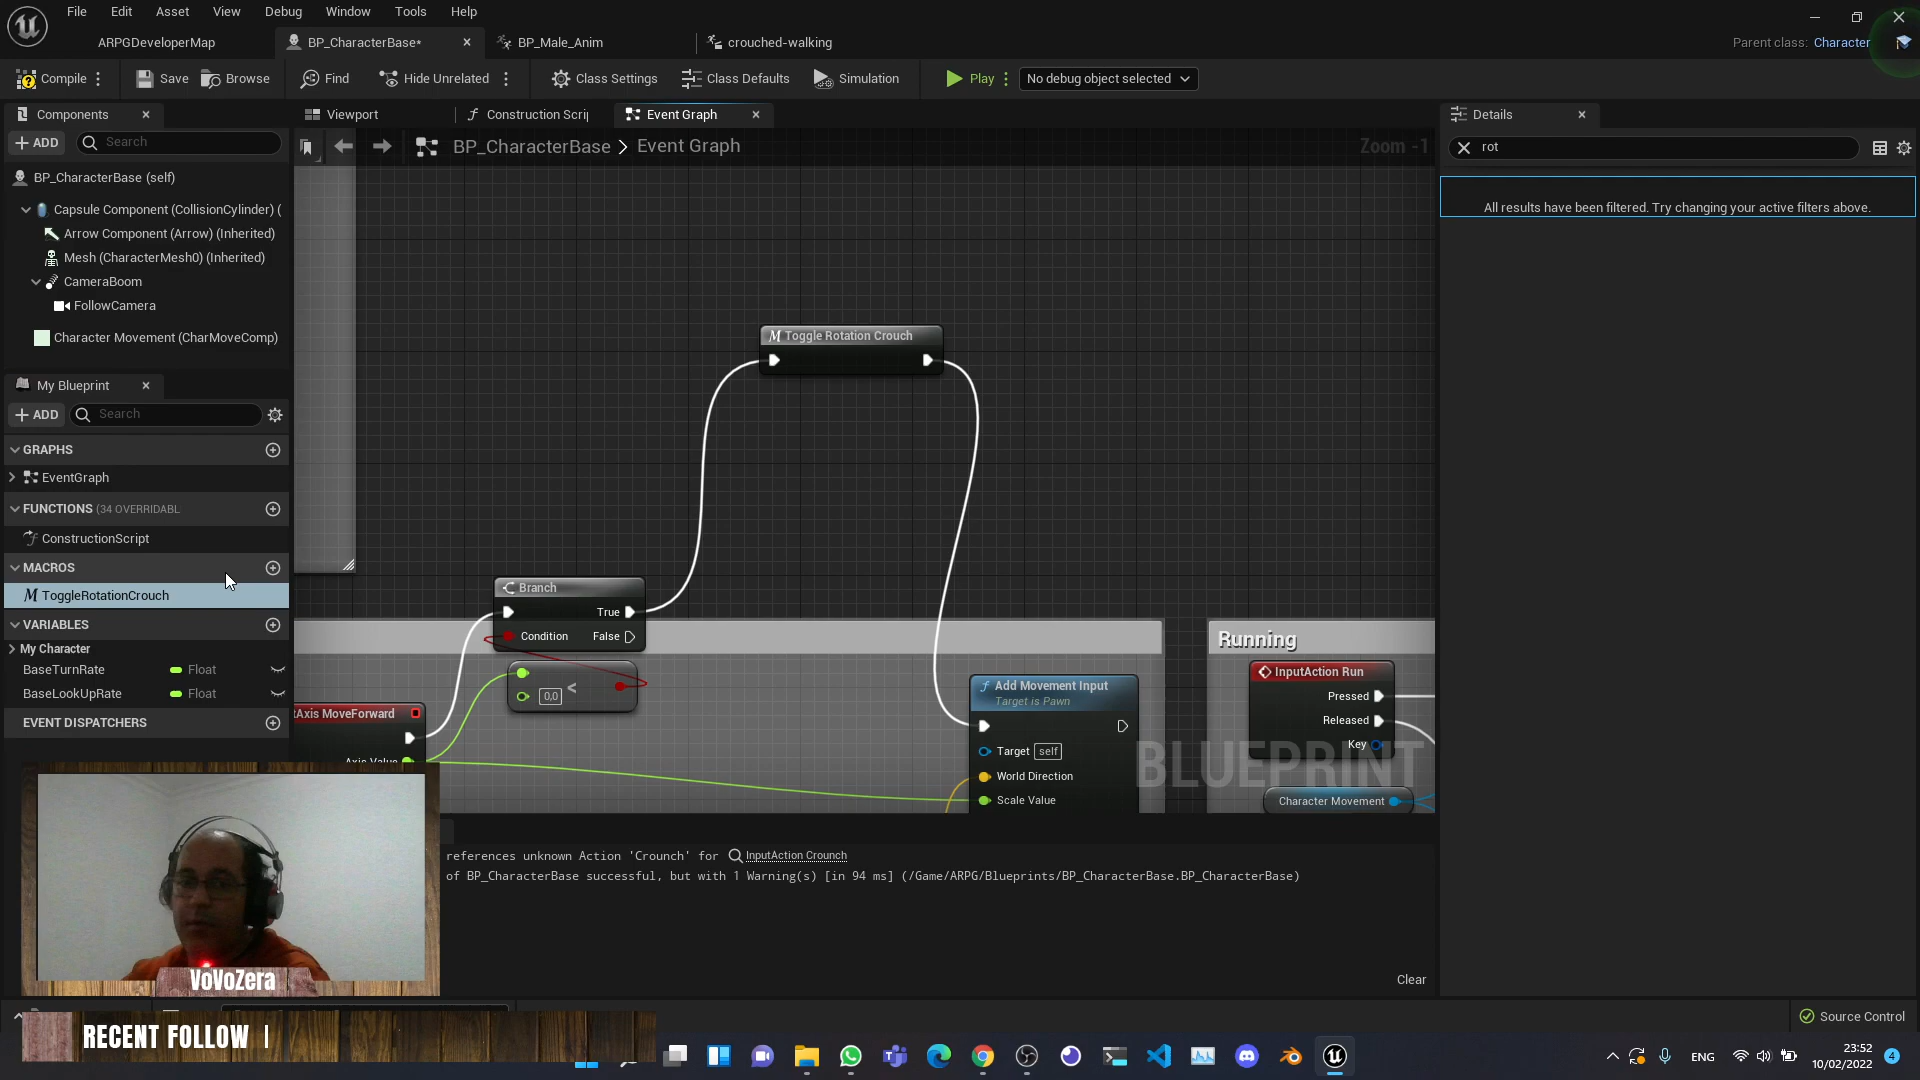 File Edit Asset View Debug Window Tools Help
ARPGDeveloperMap BP_CharacterBase* BP_Male_Anim crouched-walking Parent class: Character
Compile Save Browse Find Hide Unrelated Class Settings Class Defaults Simulation Play No debug object selected
Components
ADD Search
BP_CharacterBase (self)
Capsule Component (CollisionCylinder) (
Arrow Component (Arrow) (Inherited)
Mesh (CharacterMesh0) (Inherited)
CameraBoom
FollowCamera
Character Movement (CharMoveComp)
My Blueprint
ADD Search
GRAPHS
EventGraph
FUNCTIONS (34 OVERRIDABL
ConstructionScript
MACROS
ToggleRotationCrouch
VARIABLES
My Character
BaseTurnRate Float
BaseLookUpRate Float
EVENT DISPATCHERS
Viewport Construction Scri Event Graph
BP_CharacterBase > Event Graph Zoom -1
Toggle Rotation Crouch
Branch
True
Condition False
0,0 <
tAxis MoveForward
Axis Value
Add Movement Input
Target is Pawn
Target self
World Direction
Scale Value
Running
InputAction Run
Pressed
Released
Key
BLUEPRINT
Character Movement
references unknown Action 'Crounch' for InputAction Crounch
of BP_CharacterBase successful, but with 1 Warning(s) [in 94 ms] (/Game/ARPG/Blueprints/BP_CharacterBase.BP_CharacterBase)
Clear
Details
rot
All results have been filtered. Try changing your active filters above.
VoVoZera
RECENT FOLLOW |
Source Control
ENG
23:52
10/02/2022
4